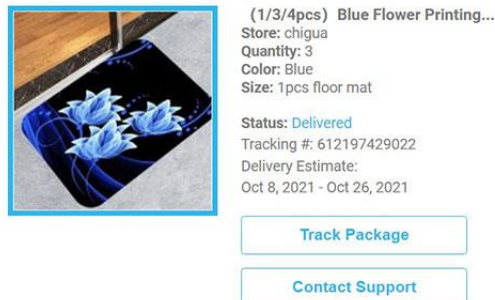 （1/3/4pcs）Blue Flower Printing...
Store: chigua
Quantity: 3
Color: Blue
Size: 1pcs floor mat
Status: Delivered
Tracking #: 612197429022
Delivery Estimate:
Oct 8, 2021 - Oct 26, 2021
Track Package
Contact Support